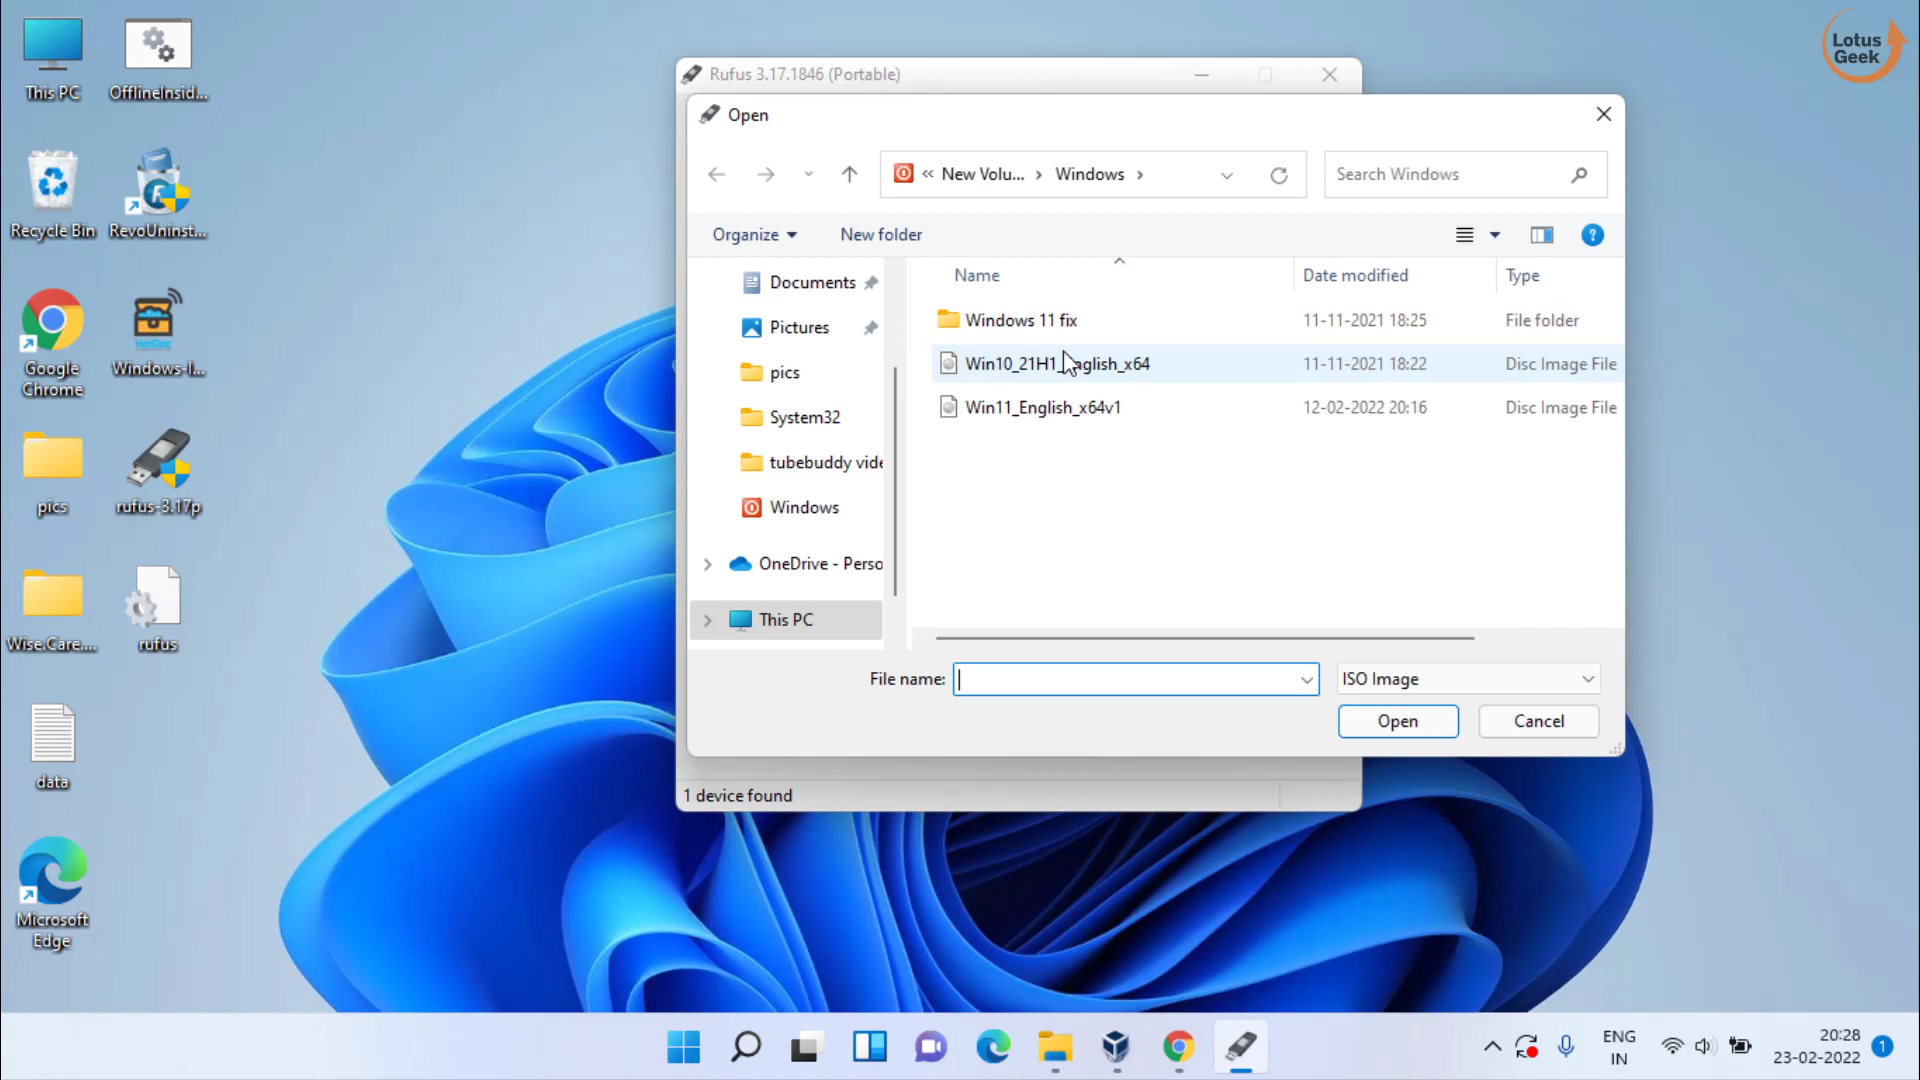 This PC
OfflineInsid...
Recycle Bin
RevoUninst...
Google
Chrome
HeiDoc
Windows-I...
pics
rufus-3.17p
Wise.Care....
rufus
data
Microsoft
Edge
Lotus
Geek
Rufus 3.17.1846 (Portable)
Open
« New Volu... › Windows ›
Search Windows
Organize
New folder
?
Documents
Pictures
pics
System32
tubebuddy vide
Windows
OneDrive - Perso
This PC
Name Date modified Type
Windows 11 fix 11-11-2021 18:25 File folder
Win10_21H1_English_x64 11-11-2021 18:22 Disc Image File
Win11_English_x64v1 12-02-2022 20:16 Disc Image File
File name:
ISO Image
Open
Cancel
1 device found
ENG
IN
20:28
23-02-2022
1